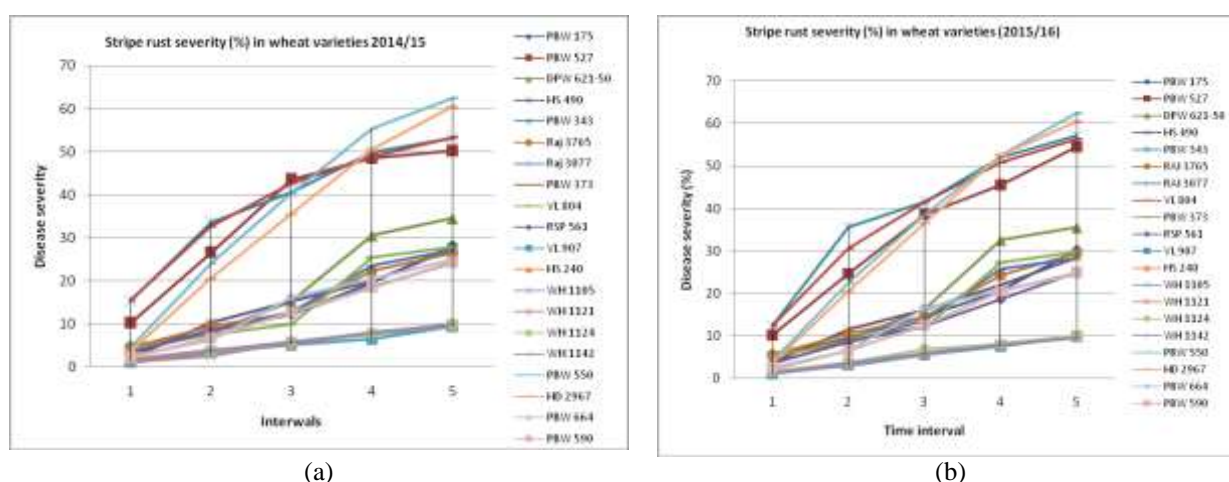 Stripe rust severity (%) in wheat varieties 2014/15
Disease severity
70
60
50
40
30
20
10
0
1 2 3 4 5
Interwals
PBW 175
PBW 527
DPW 621-50
HS 490
PBW 343
Raj 3765
Raj 3077
PBW 373
VL 804
RSP 561
VL 907
HS 240
WH 1105
WH 1121
WH 1124
WH 1142
PBW 550
HD 2967
PBW 664
PBW 590
(a)
Stripe rust severity (%) in wheat varieties (2015/16)
Disease severity (%)
70
60
50
40
30
20
10
0
1 2 3 4 5
Time interval
PBW 175
PBW 527
DPW 621-50
HS 490
PBW 343
RAJ 3765
RAJ 3077
VL 804
PBW 373
RSP 561
VL 907
HS 240
WH 1105
WH 1121
WH 1124
WH 1142
PBW 550
HD 2967
PBW 664
PBW 590
(b)